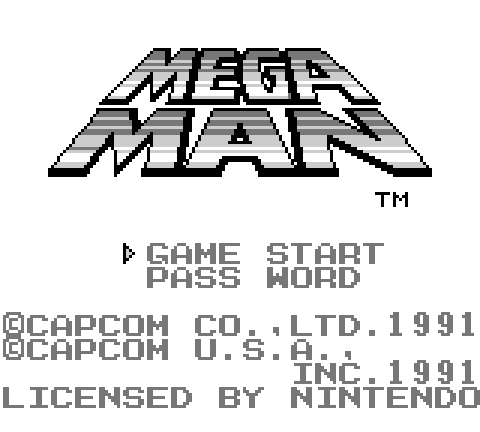 MEGA
MAN
TM
GAME START
PASS WORD
©CAPCOM CO.,LTD.1991
©CAPCOM U.S.A.,
INC.1991
LICENSED BY NINTENDO